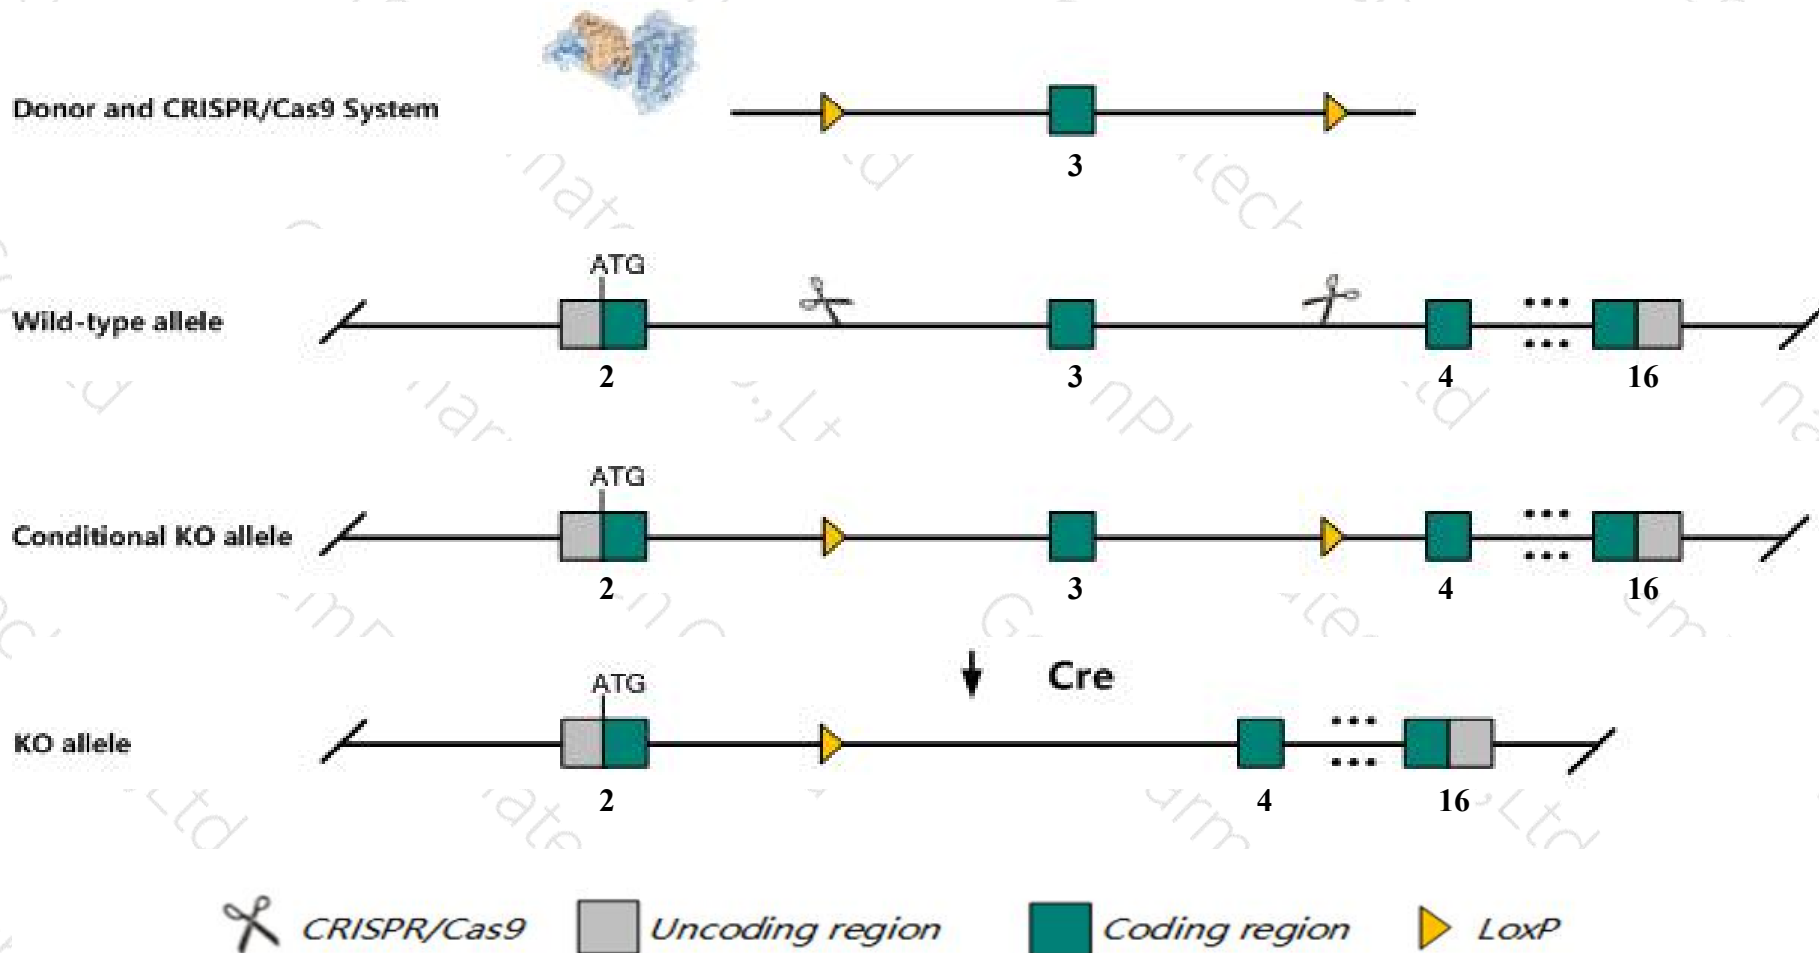 Donor and CRISPR/Cas9 System
3
ATG
Wild-type allele
2 3 4 16
ATG
Conditional KO allele
2 3 4 16
Cre
ATG
KO allele
2 4 16
CRISPR/Cas9 Uncoding region Coding region LoxP